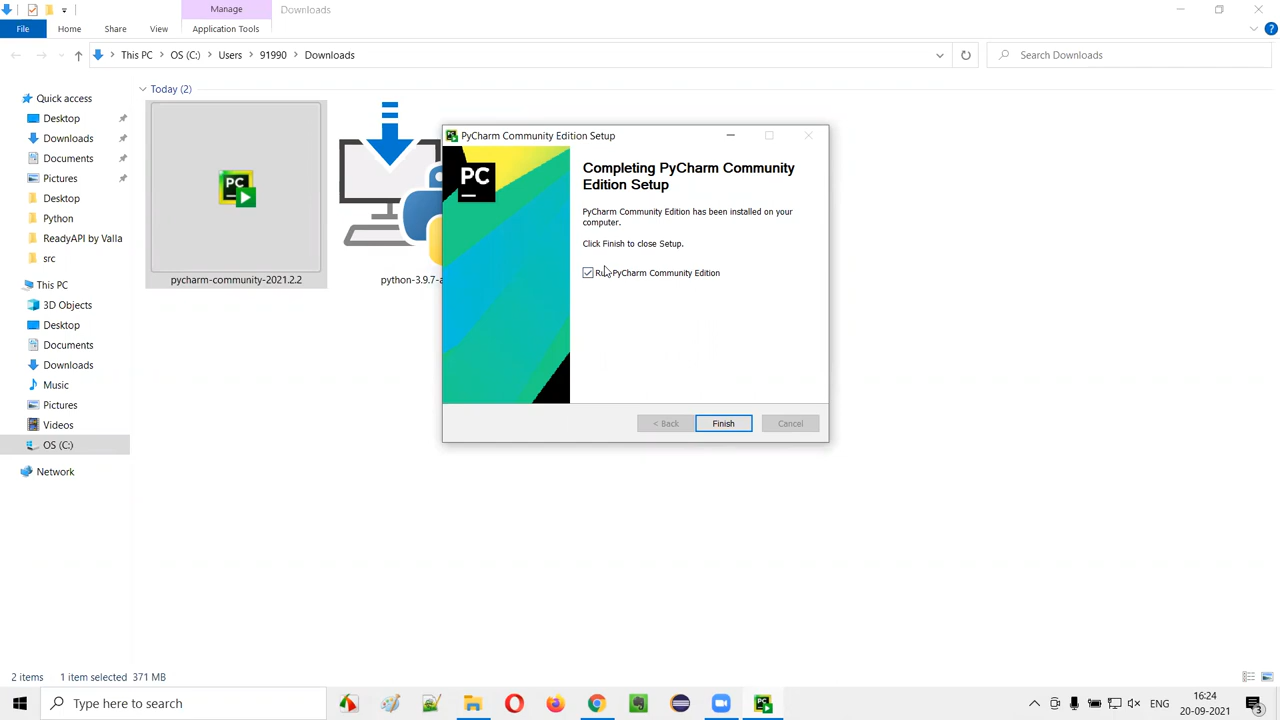 Manage
Downloads
File
Home
Share
View
Application Tools
This PC
OS (C:)
Users
91990
Downloads
Search Downloads
Quick access
Desktop
Downloads
Documents
Pictures
Desktop
Python
ReadyAPI by Valla
src
This PC
3D Objects
Desktop
Documents
Downloads
Music
Pictures
Videos
OS (C:)
Network
Today (2)
PC
pycharm-community-2021.2.2
python-3.9.7-a
PyCharm Community Edition Setup
PC
Completing PyCharm Community
Edition Setup
PyCharm Community Edition has been installed on your
computer.
Click Finish to close Setup.
PyCharm Community Edition
< Back
Finish
Cancel
2 items
1 item selected
371 MB
Type here to search
ENG
16:24
20-09-2021
3